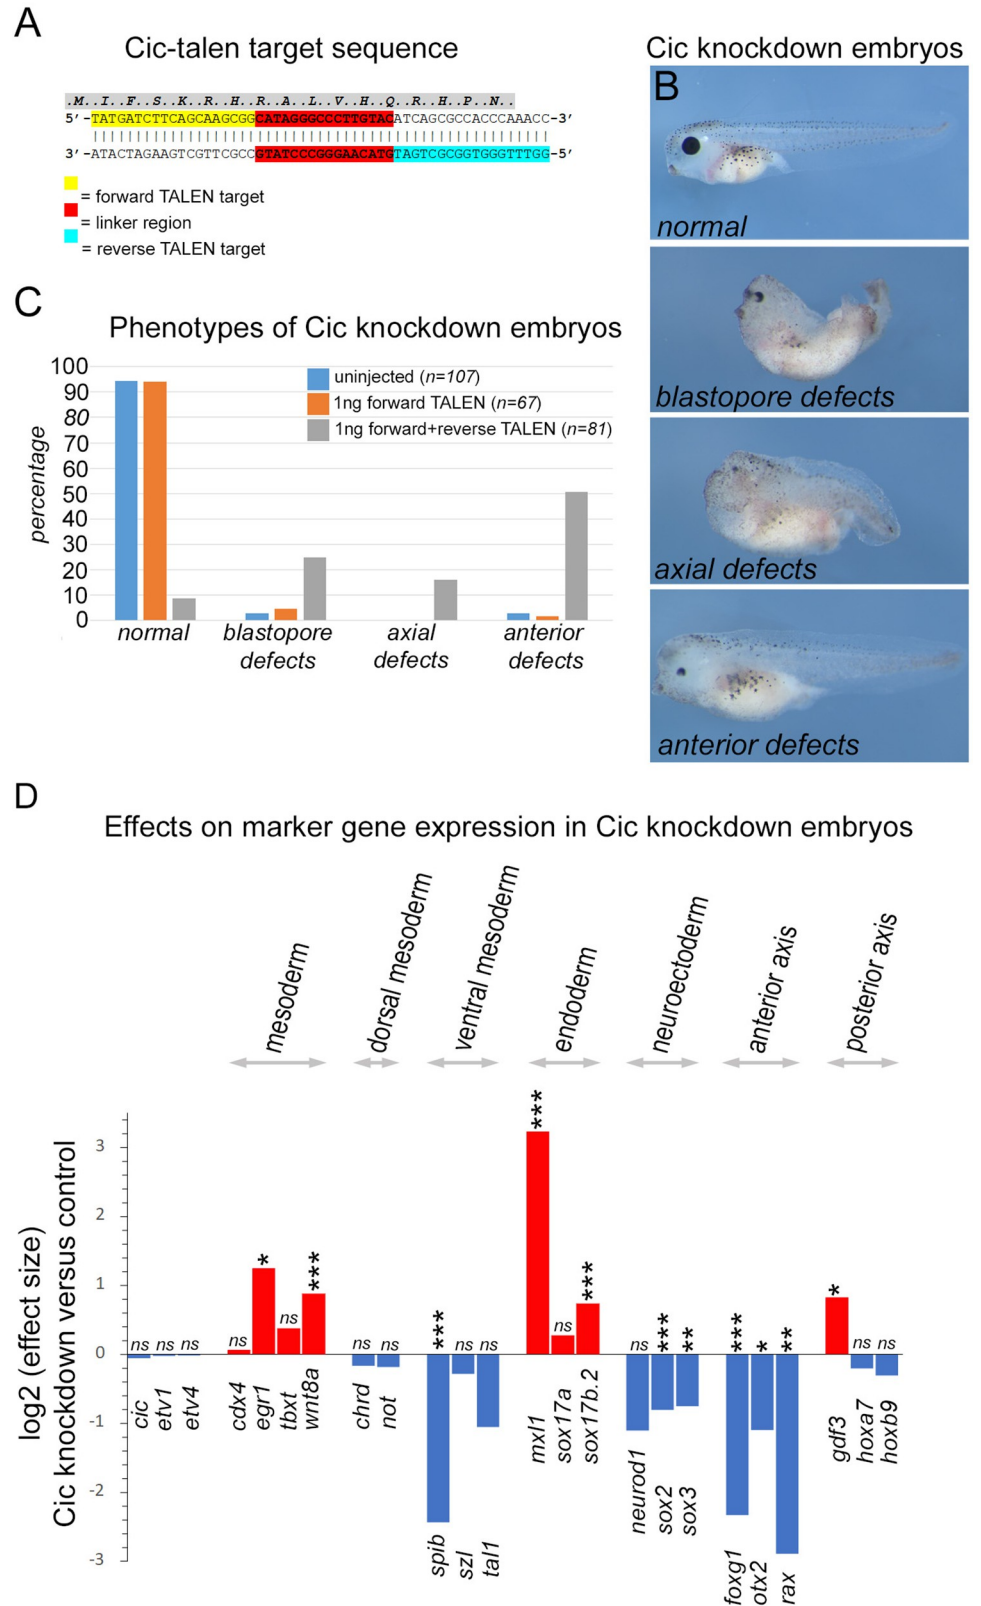 A
Cic-talen target sequence
..M..I..F..S..K..R..H..R..A..L..V..H..Q..R..H..P..N..
5’-TATGATCTTCAGCAAGCGGCATAGGGCCCTTGTACATCAGCGCCACCCAAACC-3’
3’-ATACTAGAAGTCGTTCGCCGTATCCCGGGAACATGTAGTCGCGGTGGGTTTGG-5’
= forward TALEN target
= linker region
= reverse TALEN target
Cic knockdown embryos
B
normal
blastopore defects
axial defects
anterior defects
C
Phenotypes of Cic knockdown embryos
percentage
100
90
80
70
60
50
40
30
20
10
0
uninjected (n=107)
1ng forward TALEN (n=67)
1ng forward+reverse TALEN (n=81)
normal
blastopore defects
axial defects
anterior defects
D
Effects on marker gene expression in Cic knockdown embryos
mesoderm
dorsal mesoderm
ventral mesoderm
endoderm
neuroectoderm
anterior axis
posterior axis
log2 (effect size)
Cic knockdown versus control
3
2
1
0
-1
-2
-3
ns ns ns ns * ns *** ns ns *** ns ns *** ns *** ns *** ** *** * ** * ns ns
cic
etv1
etv4
cdx4
egr1
tbxt
wnt8a
chrd
not
spib
szl
tal1
mxl1
sox17a
sox17b.2
neurod1
sox2
sox3
foxg1
otx2
rax
gdf3
hoxa7
hoxb9